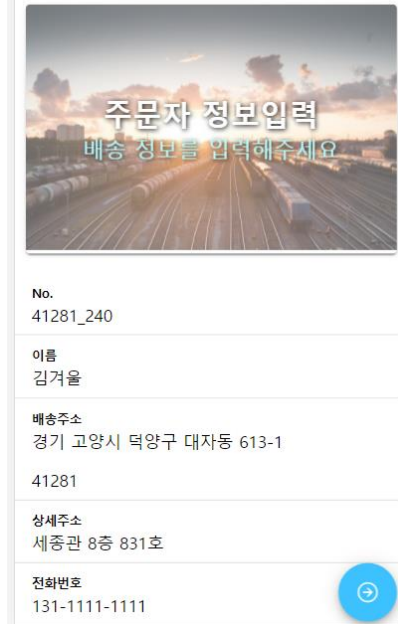 주문자 정보입력
배송 정보를 입력해주세요
No.
41281_240
이름
김겨울
배송주소
경기 고양시 덕양구 대자동 613-1
41281
상세주소
세종관 8층 831호
전화번호
131-1111-1111